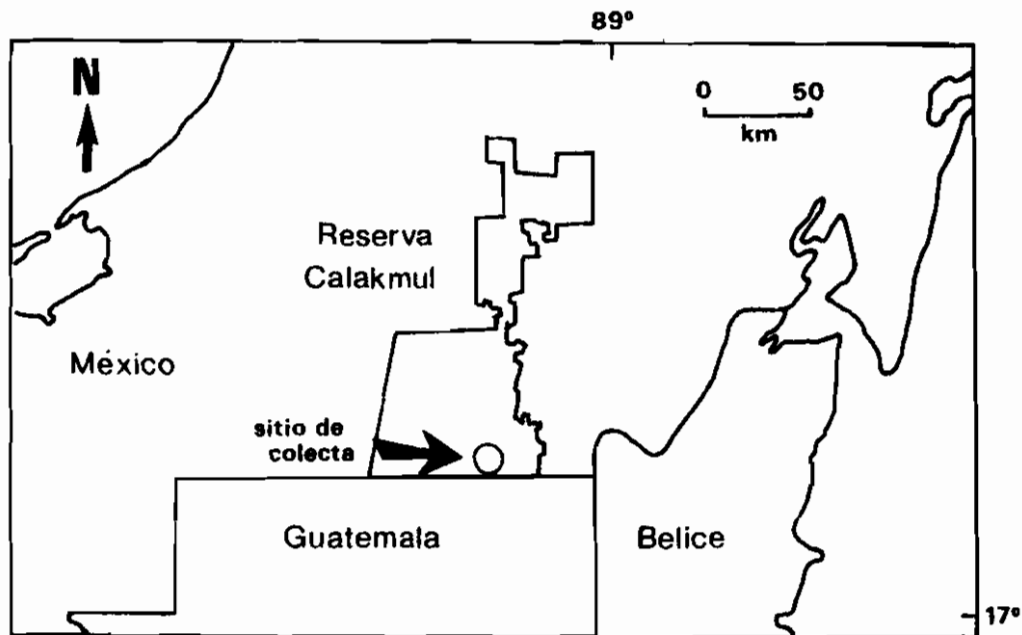 89°
N
0 50
km
Reserva
Calakmul
México
sitio de
colecta
Guatemala
Belice
17°